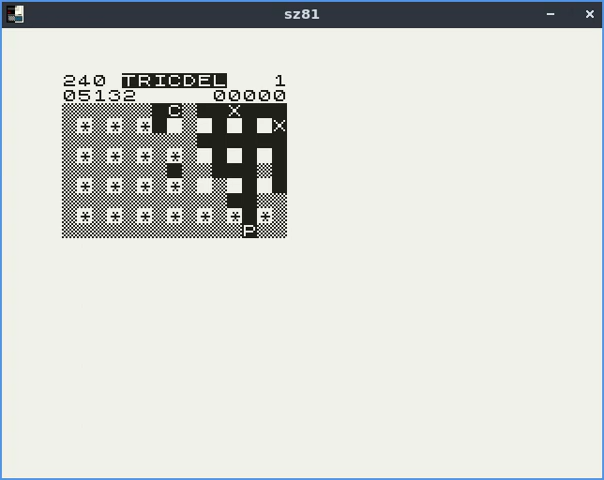 sz81
240 TRICDEL 1
05132 00000
C X
* * * X
* * * *
* * * *
* * * * * * *
P